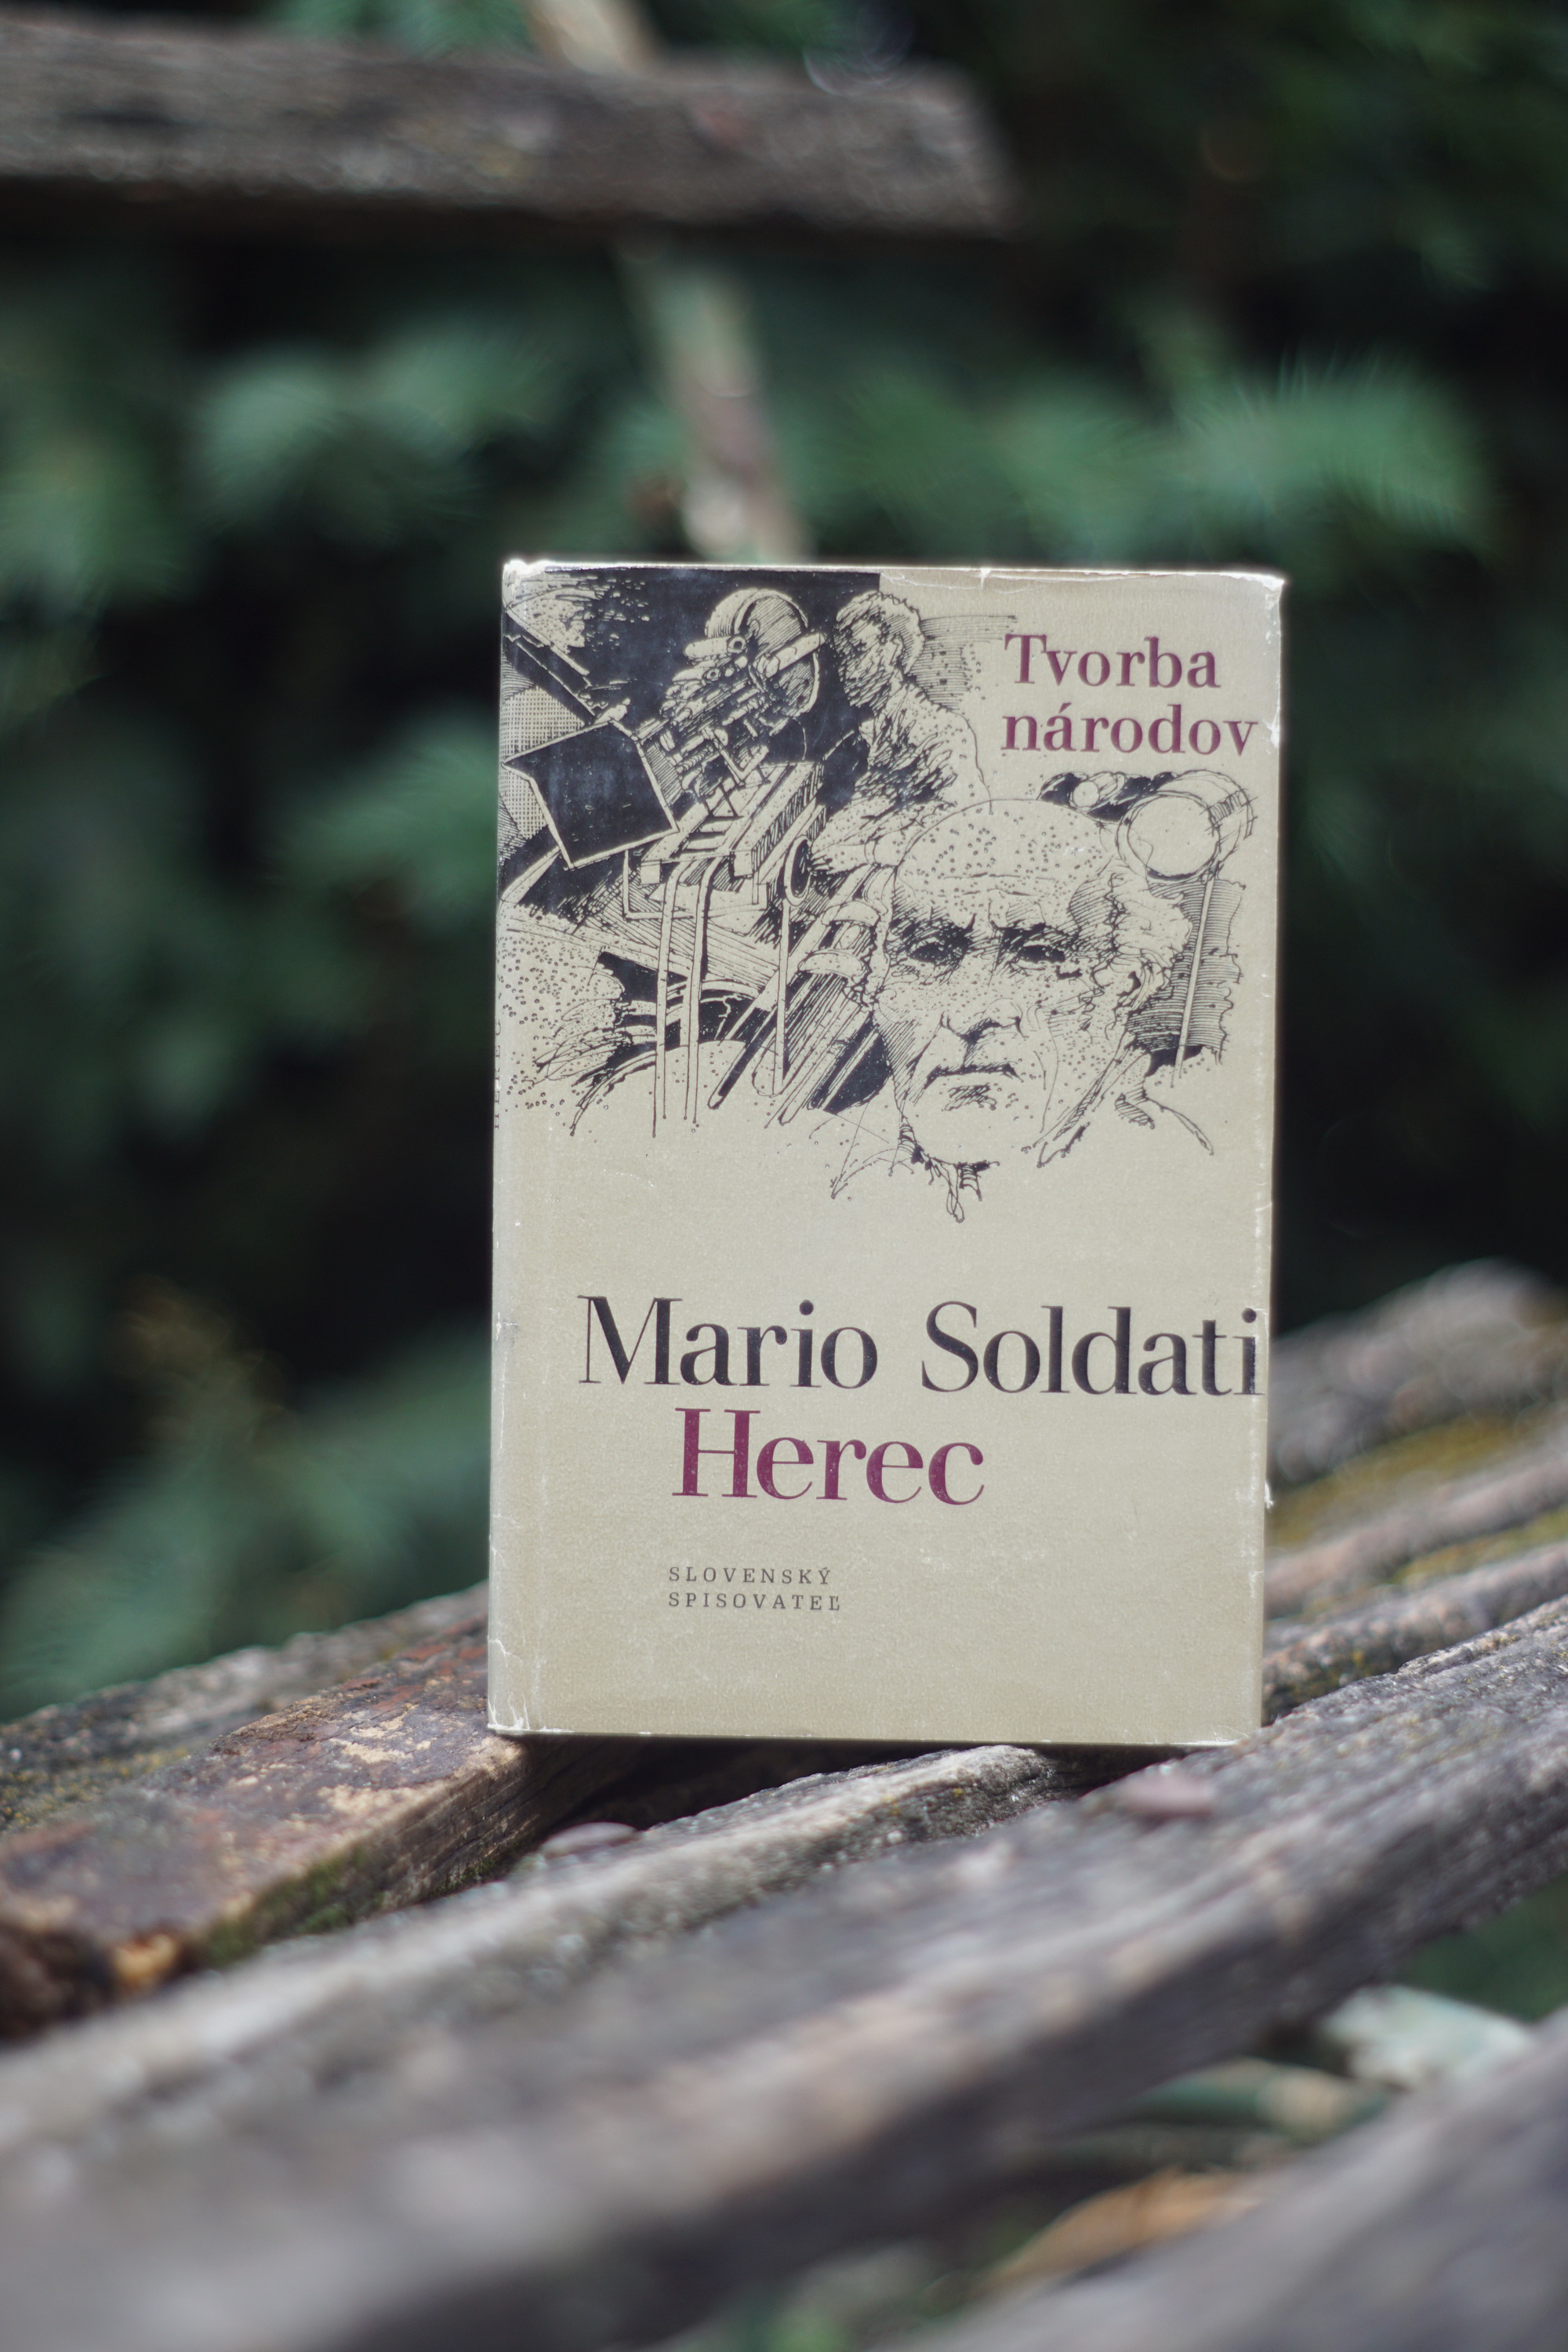 Tvorba
národov
Mario Soldati
Herec
SLOVENSKÝ
SPISOVATEĽ